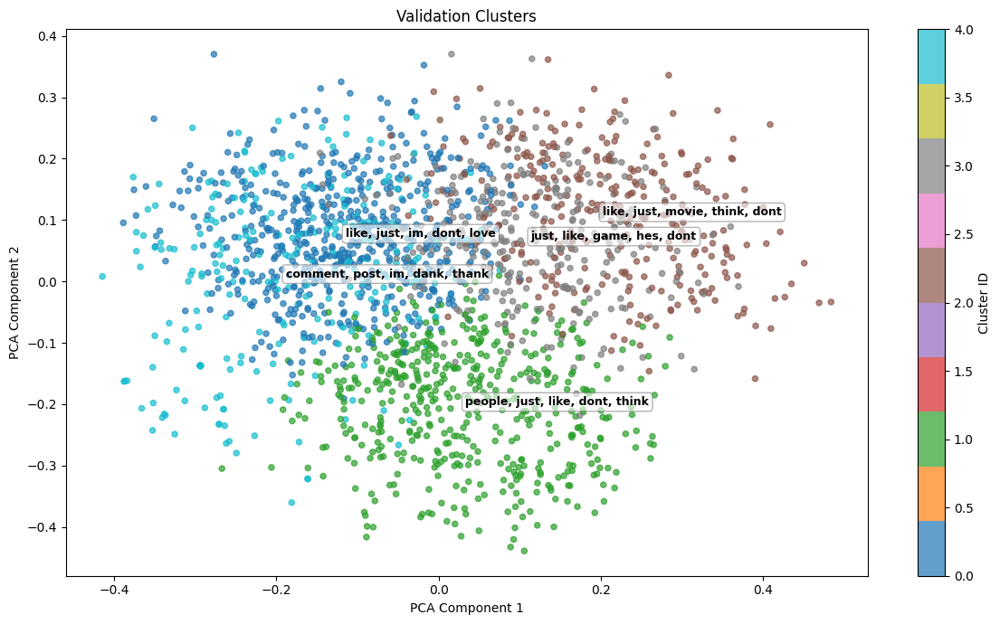 Validation Clusters
0.4
0.3
0.2
0.1
0.0
−0.1
−0.2
−0.3
−0.4
PCA Component 2
like, just, movie, think, dont
like, just, im, dont, love
just, like, game, hes, dont
comment, post, im, dank, thank
people, just, like, dont, think
−0.4 −0.2 0.0 0.2 0.4
PCA Component 1
4.0
3.5
3.0
2.5
2.0
1.5
1.0
0.5
0.0
Cluster ID